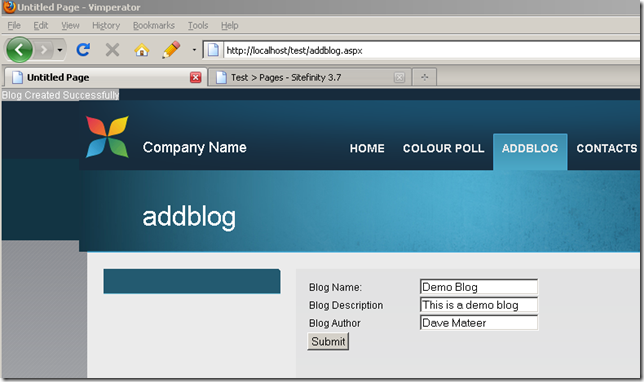 Untitled Page - Vimperator
File Edit View History Bookmarks Tools Help
http://localhost/test/addblog.aspx
Untitled Page Test > Pages - Sitefinity 3.7
Blog Created Successfully
Company Name HOME COLOUR POLL ADDBLOG CONTACTS
addblog
Blog Name: Demo Blog
Blog Description This is a demo blog
Blog Author Dave Mateer
Submit